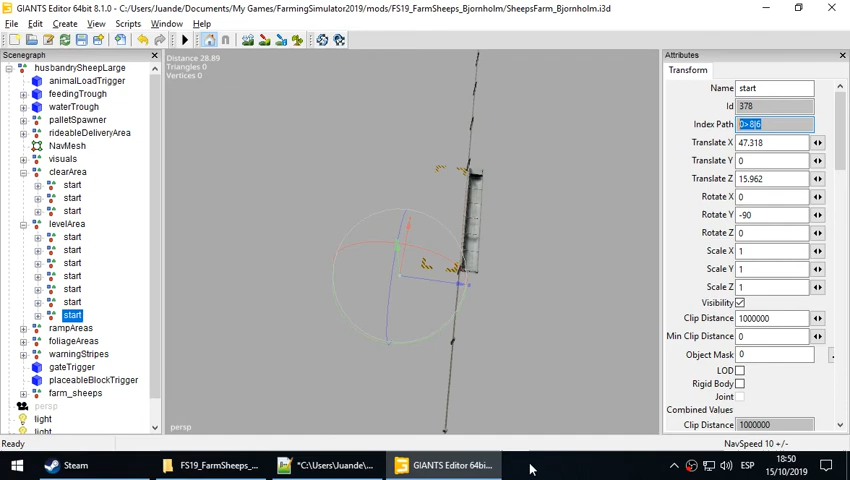 GIANTS Editor 64bit 8.1.0 - C:/Users/Juande/Documents/My Games/FarmingSimulator2019/mods/FS19_FarmSheeps_Bjornholm/SheepsFarm_Bjornholm.i3d
File Edit Create View Scripts Window Help
Scenegraph
husbandrySheepLarge
animalLoadTrigger
feedingTrough
waterTrough
palletSpawner
rideableDeliveryArea
NavMesh
visuals
clearArea
start
start
start
levelArea
start
start
start
start
start
start
start
rampAreas
foliageAreas
warningStripes
gateTrigger
placeableBlockTrigger
farm_sheeps
persp
light
light
Distance 28.89
Triangles 0
Vertices 0
persp
Attributes
Transform
Name start
Id 378
Index Path 0>8|6
Translate X 47.318
Translate Y 0
Translate Z 15.962
Rotate X 0
Rotate Y -90
Rotate Z 0
Scale X 1
Scale Y 1
Scale Z 1
Visibility
Clip Distance 1000000
Min Clip Distance 0
Object Mask 0
LOD
Rigid Body
Joint
Combined Values
Clip Distance 1000000
Ready
NavSpeed 10 +/-
Steam
FS19_FarmSheeps_...
*C:\Users\Juande\...
GIANTS Editor 64bi...
ESP
18:50
15/10/2019